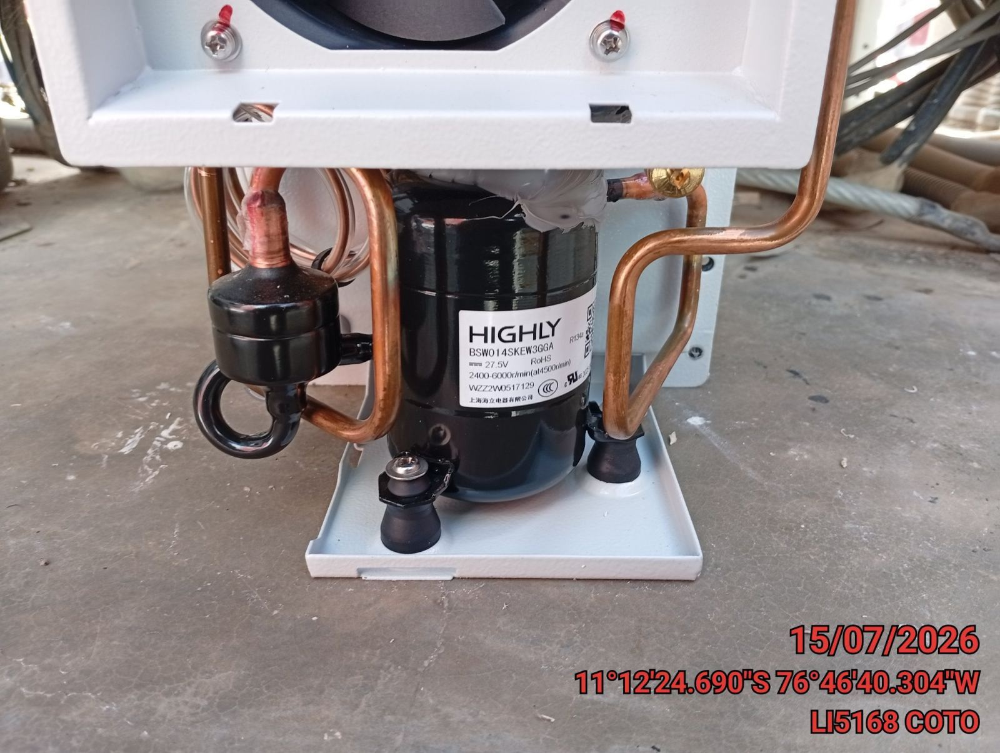 HIGHLY
R134a
BSW014SKEW3GGA
27.5V RoHS
2400-6000r/min(at4500r/min)
WZZ2W0517129
上海海立电器有限公司
15/07/2026
11°12'24.690"S 76°46'40.304"W
LI5168 COTO